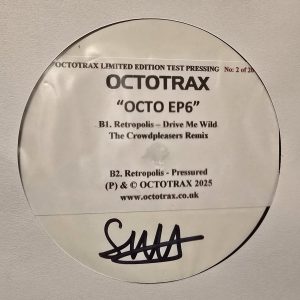 OCTOTRAX LIMITED EDITION TEST PRESSING No: 2 of 20
OCTOTRAX
"OCTO EP6"
B1. Retropolis – Drive Me Wild
The Crowdpleasers Remix
B2. Retropolis - Pressured
(P) & © OCTOTRAX 2025
www.octotrax.co.uk